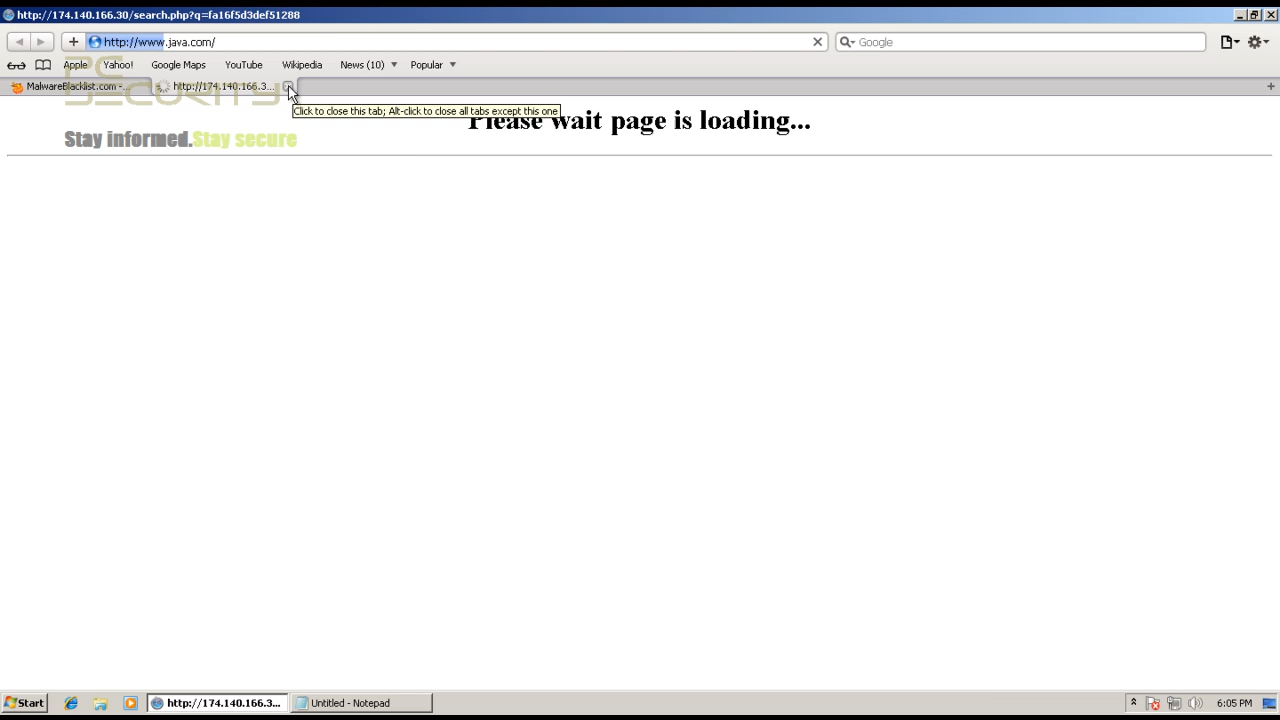 http://174.140.166.30/search.php?q=fa16f5d3def51288
http://www.java.com/
Google
Apple Yahoo! Google Maps YouTube Wikipedia News (10) Popular
PC
SECURITY
MalwareBlacklist.com -... http://174.140.166.3...
Click to close this tab; Alt-click to close all tabs except this one
Please wait page is loading...
Stay informed.Stay secure
Start http://174.140.166.3... Untitled - Notepad 6:05 PM